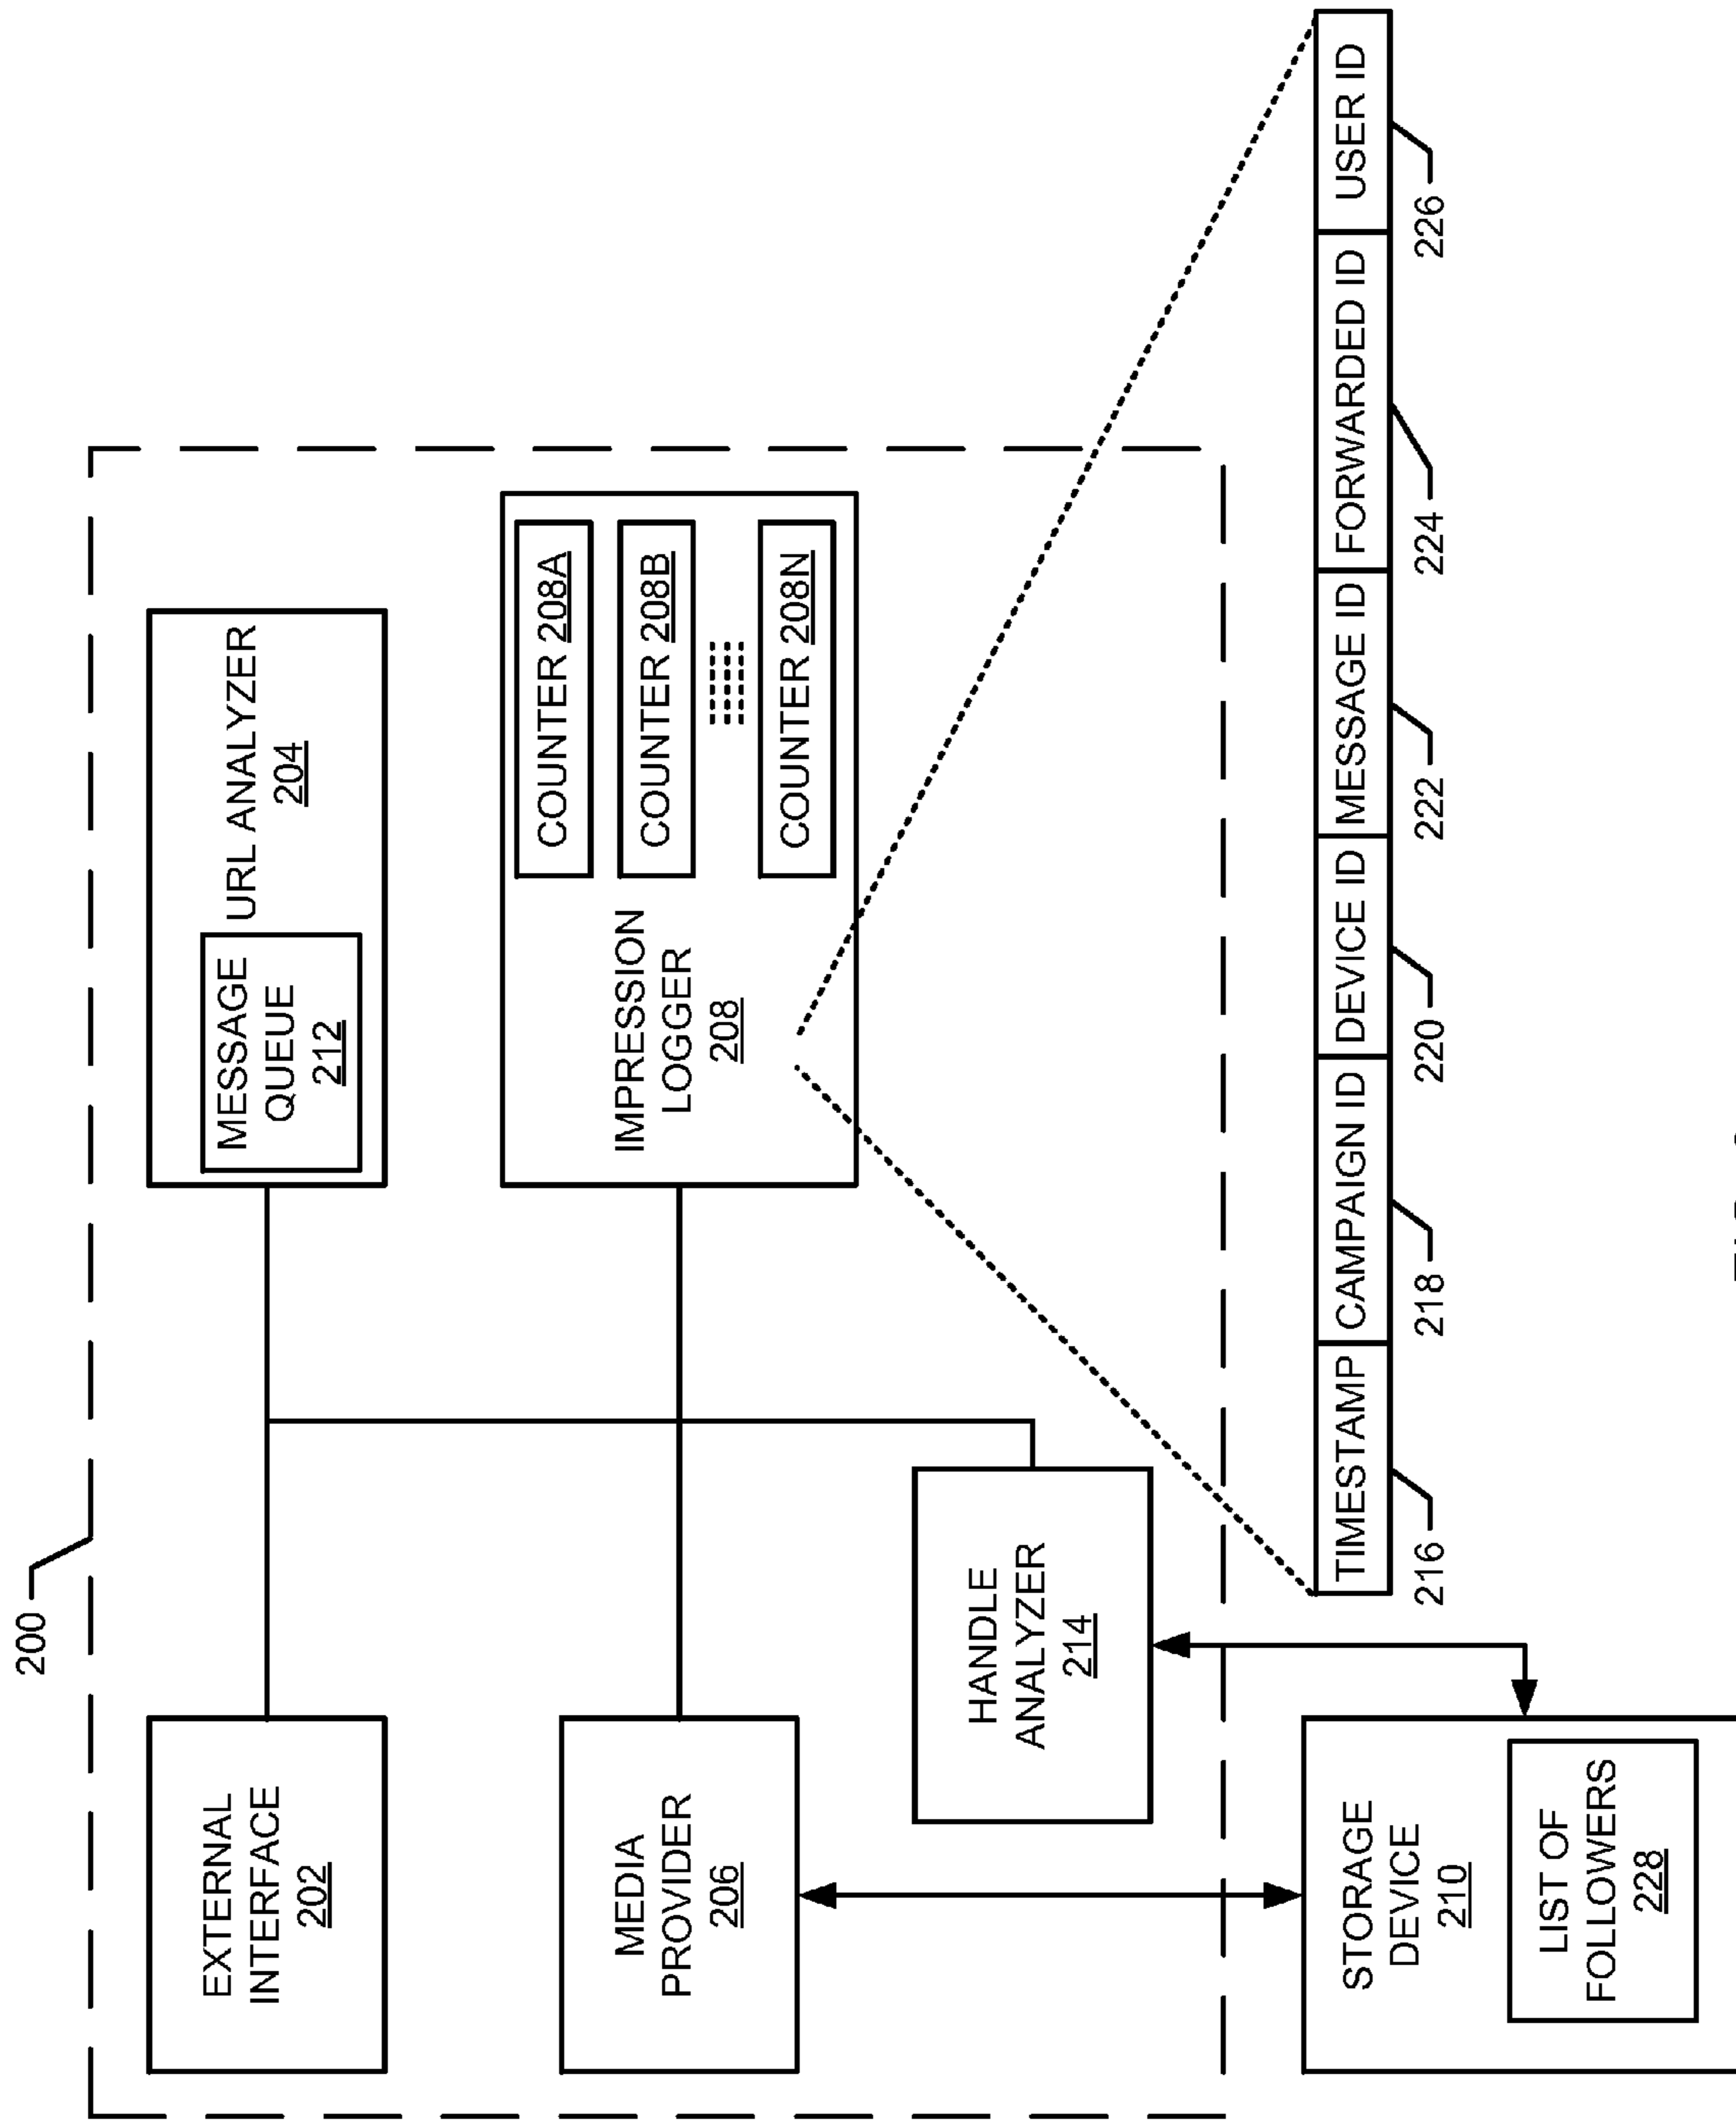 200
EXTERNAL
INTERFACE
202
URL ANALYZER
204
MESSAGE
QUEUE
212
MEDIA
PROVIDER
206
IMPRESSION
LOGGER
208
COUNTER 208A
COUNTER 208B
COUNTER 208N
HANDLE
ANALYZER
214
STORAGE
DEVICE
210
LIST OF
FOLLOWERS
228
TIMESTAMP
CAMPAIGN ID
DEVICE ID
MESSAGE ID
FORWARDED ID
USER ID
216
218
220
222
224
226